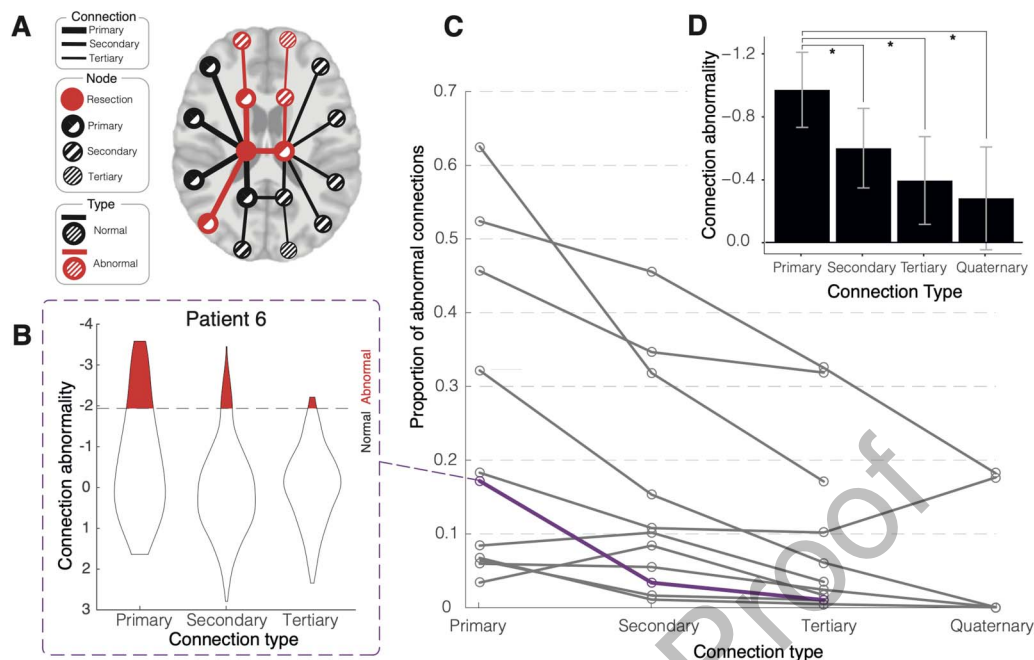 A
Connection
Primary
Secondary
Tertiary
Node
Resection
Primary
Secondary
Tertiary
Type
Normal
Abnormal
B
Patient 6
-4
-3
-2
-1
0
1
2
3
Connection abnormality
Normal
Abnormal
Primary
Secondary
Tertiary
Connection type
C
0.7
0.6
0.5
0.4
0.3
0.2
0.1
0
Proportion of abnormal connections
Primary
Secondary
Tertiary
Quaternary
Connection type
D
-1.2
-0.8
-0.4
0.0
Connection abnormality
* * *
Primary
Secondary
Tertiary
Quaternary
Connection Type
Proof